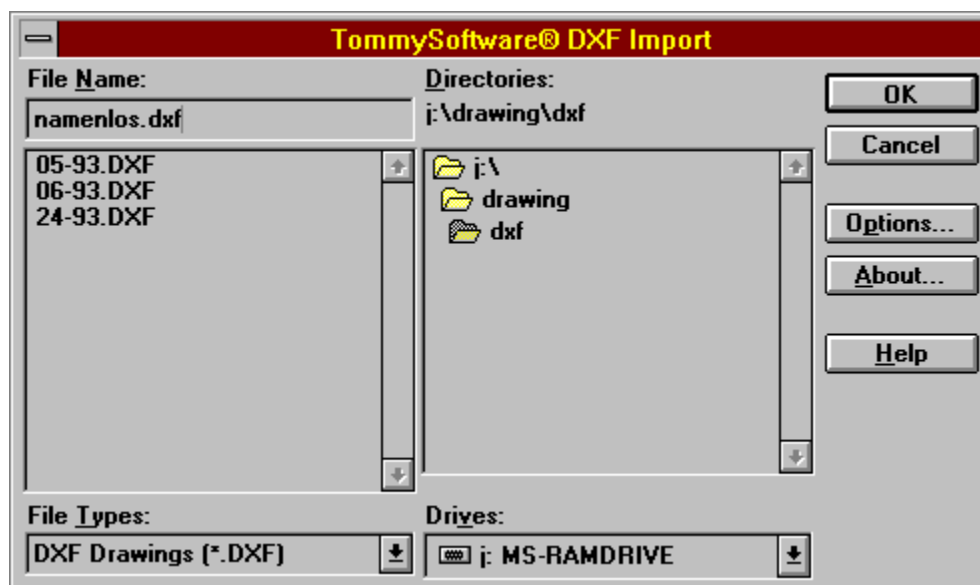 TommySoftware® DXF Import
File Name:
namenlos.dxf
05-93.DXF
06-93.DXF
24-93.DXF
File Types:
DXF Drawings (*.DXF)
Directories:
j:\drawing\dxf
j:\
drawing
dxf
Drives:
j: MS-RAMDRIVE
OK
Cancel
Options...
About...
Help